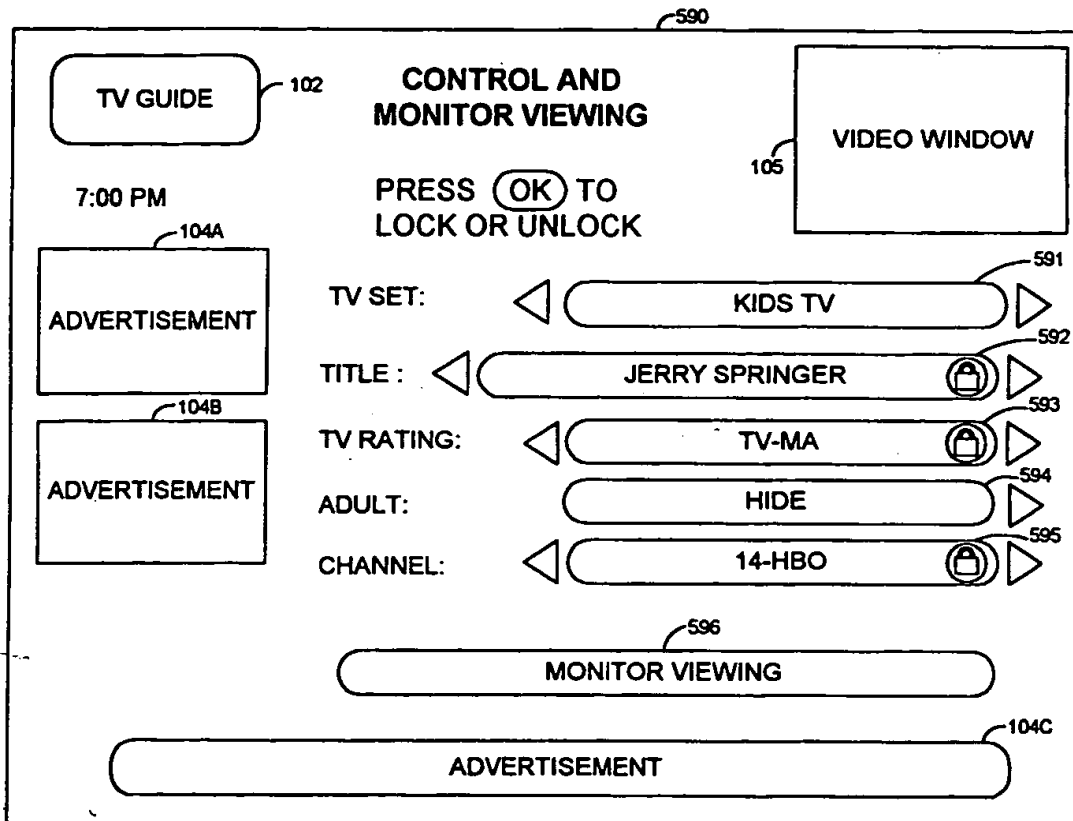 590
TV GUIDE
102
CONTROL AND
MONITOR VIEWING
VIDEO WINDOW
105
7:00 PM
PRESS OK TO
LOCK OR UNLOCK
104A
ADVERTISEMENT
104B
ADVERTISEMENT
591
TV SET:
KIDS TV
592
TITLE :
JERRY SPRINGER
593
TV RATING:
TV-MA
594
ADULT:
HIDE
595
CHANNEL:
14-HBO
596
MONITOR VIEWING
104C
ADVERTISEMENT